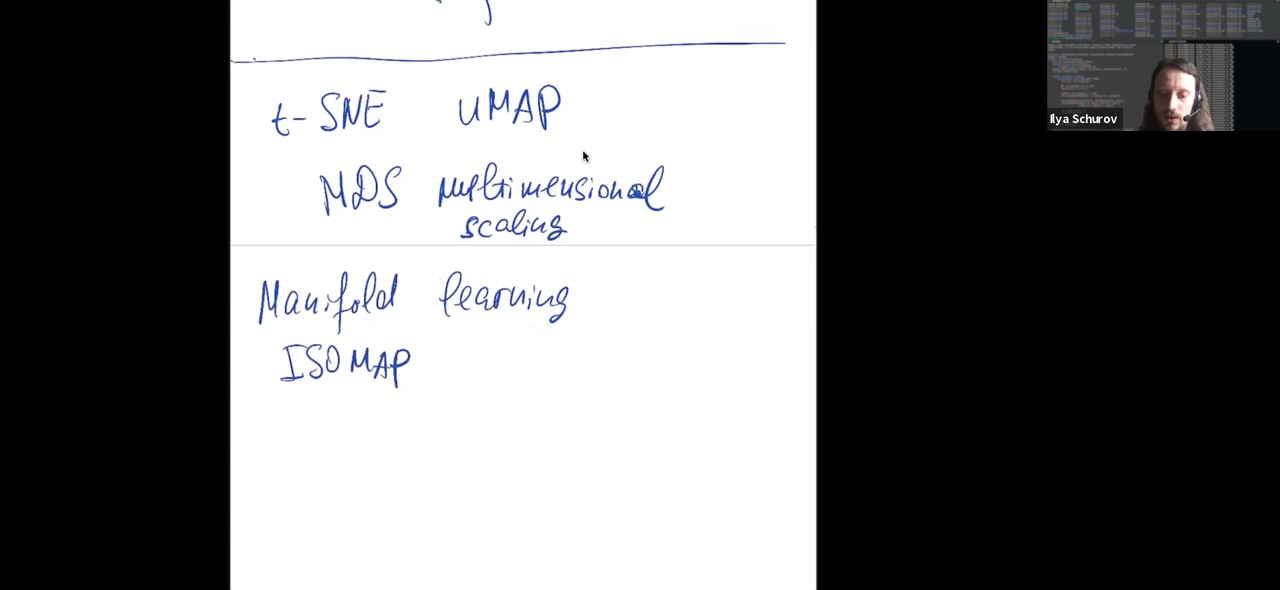 t-SNE UMAP
MDS multimensional
scaling
Manifold learning
ISOMAP
Ilya Schurov